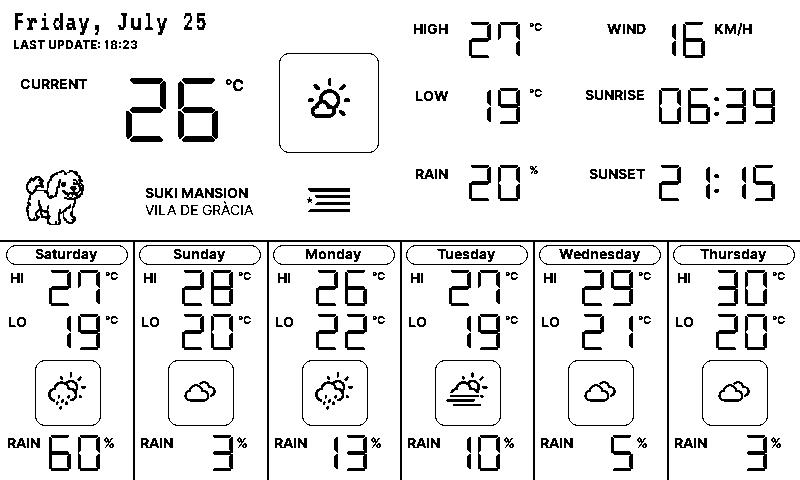 Friday, July 25
LAST UPDATE: 18:23
CURRENT 26 °C
SUKI MANSION
VILA DE GRÀCIA
HIGH 27 °C
LOW 19 °C
RAIN 20 %
WIND 16 KM/H
SUNRISE 06:39
SUNSET 21:15
Saturday
HI 27 °C
LO 19 °C
RAIN 60 %
Sunday
HI 28 °C
LO 20 °C
RAIN 3 %
Monday
HI 26 °C
LO 22 °C
RAIN 13 %
Tuesday
HI 27 °C
LO 19 °C
RAIN 10 %
Wednesday
HI 29 °C
LO 21 °C
RAIN 5 %
Thursday
HI 30 °C
LO 20 °C
RAIN 3 %